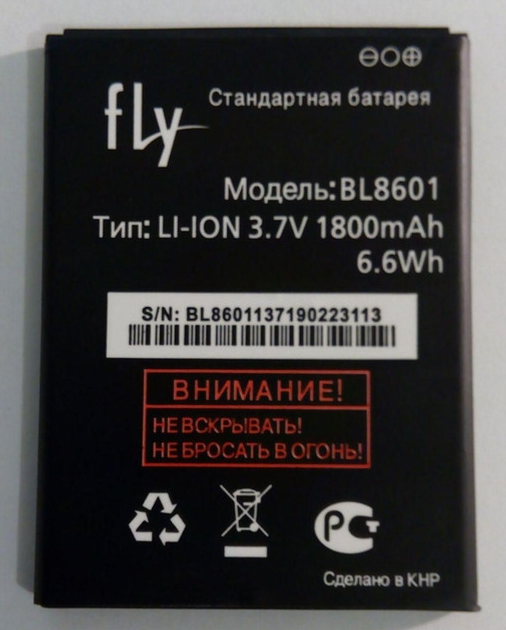 fly
Стандартная батарея
Модель: BL8601
Тип: LI-ION 3.7V 1800mAh
6.6Wh
S/N: BL8601137190223113
ВНИМАНИЕ!
НЕ ВСКРЫВАТЬ!
НЕ БРОСАТЬ В ОГОНЬ!
РСТ
Сделано в КНР